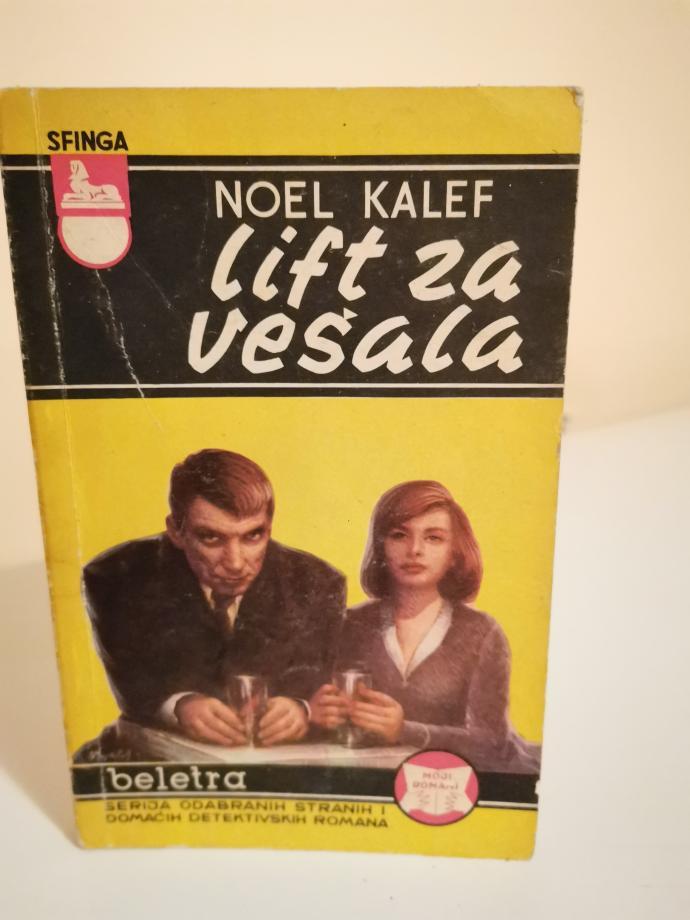 SFINGA
NOEL KALEF
lift za
vešala
beletra
MOJI
ROMANI
SERIJA ODABRANIH STRANIH I
DOMAĆIH DETEKTIVSKIH ROMANA